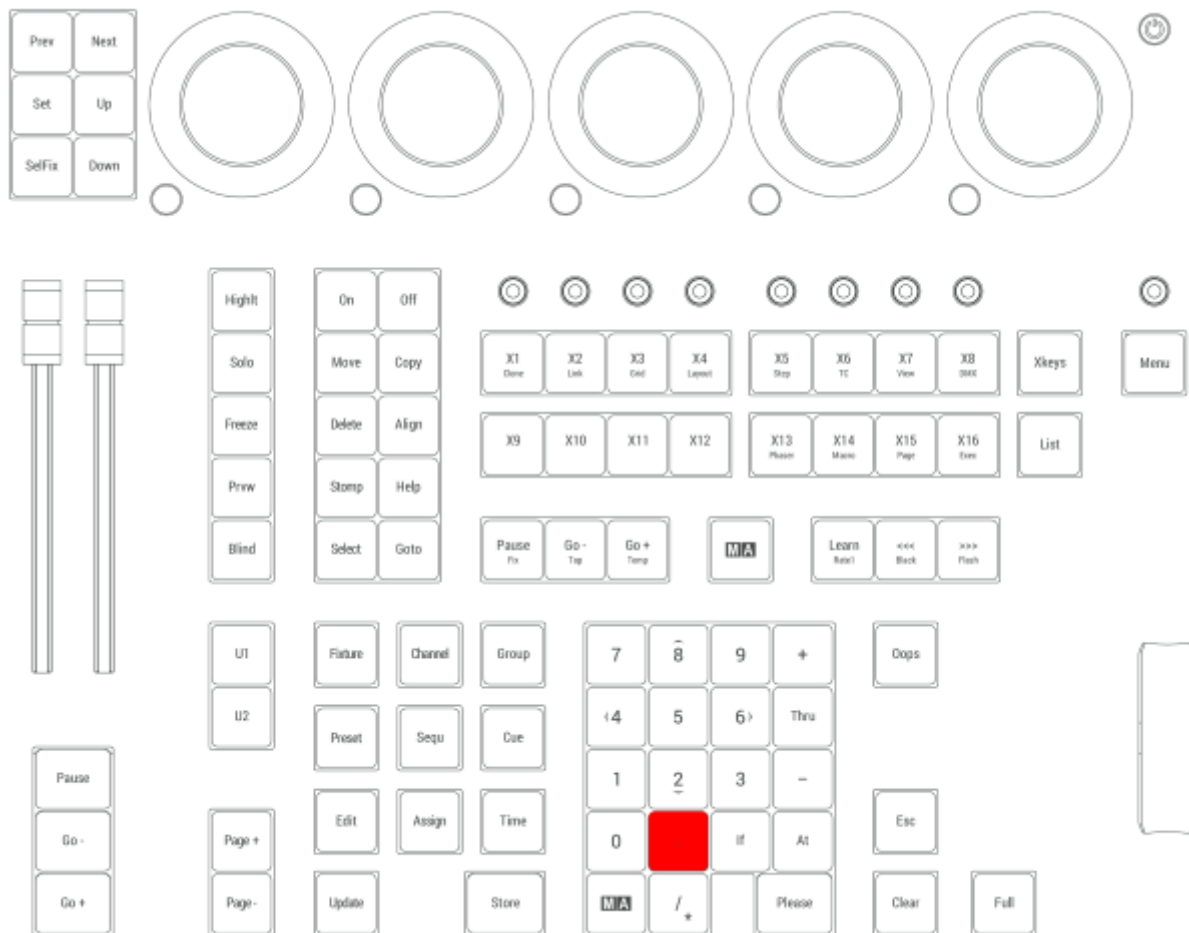 Prev Next
Set Up
SelFix Down
Highlt On Off
Solo Move Copy
X1 X2 X3 X4 X5 X6 X7 X8 Xkeys Menu
Clone Link Grid Layout Step TC View DMX
Freeze Delete Align
X9 X10 X11 X12 X13 X14 X15 X16 List
Phaser Macro Page Exec
Prvw Stomp Help
Blind Select Goto
Pause Go - Go + MA Learn <<< >>>
Fix Top Temp Rate1 Black Flash
U1 Fixture Channel Group 7 8 9 + Oops
U2 Preset Sequ Cue 4 5 6 Thru
Pause 1 2 3 -
Go - Page + Edit Assign Time 0 If At Esc
Go + Page- Update Store MA / * Please Clear Full